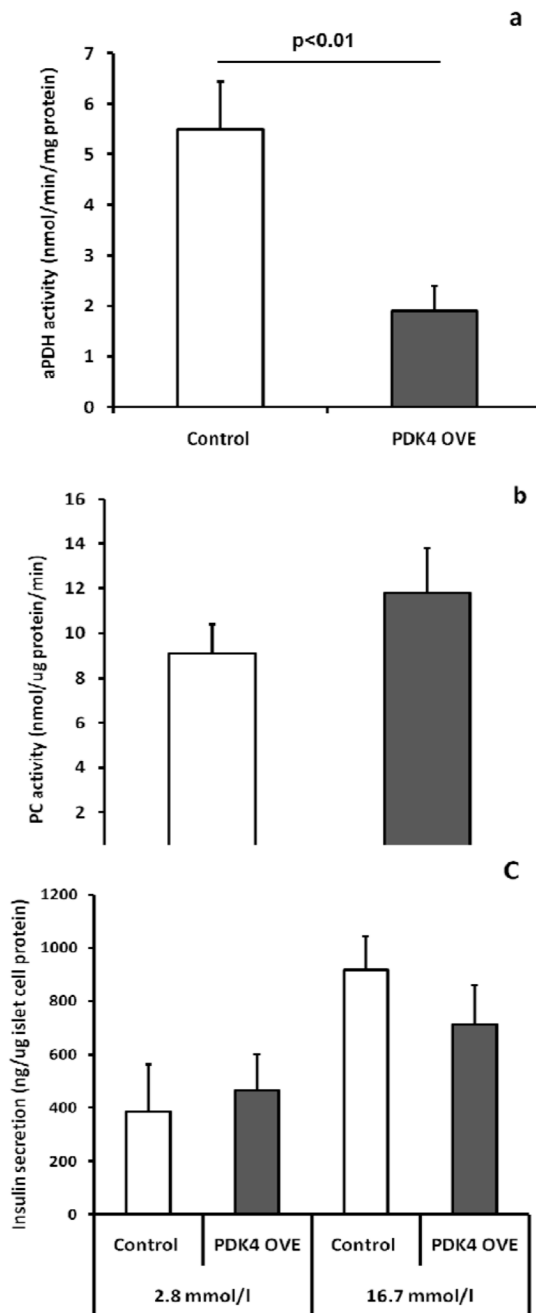 a
p<0.01
aPDH activity (nmol/min/mg protein)
7
6
5
4
3
2
1
0
Control PDK4 OVE
b
PC activity (nmol/ug protein/min)
16
14
12
10
8
6
4
2
C
Insulin secretion (ng/ug islet cell protein)
1200
1000
800
600
400
200
0
Control PDK4 OVE Control PDK4 OVE
2.8 mmol/l 16.7 mmol/l